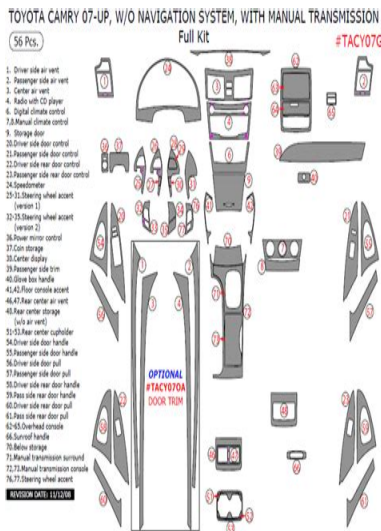 TOYOTA CAMRY 07-UP, W/O NAVIGATION SYSTEM, WITH MANUAL TRANSMISSION
56 Pcs.
Full Kit
#TACY07G
1. Driver side air vent
2. Passenger side air vent
3. Center air vent
4. Radio with CD player
6. Digital climate control
7,8.Manual climate control
9. Storage door
20.Driver side door control
21.Passenger side door control
22.Driver side rear door control
23.Passenger side rear door control
24.Speedometer
25-31.Steering wheel accent
(version 1)
32-35.Steering wheel accent
(version 2)
36.Power mirror control
37.Coin storage
38.Center display
39.Passenger side trim
40.Glove box handle
41,42.Floor console accent
46,47.Rear center air vent
48.Rear center storage
(w/o air vent)
51-53.Rear center cupholder
54.Driver side door handle
55.Passenger side door handle
56.Driver side door pull
57.Passenger side door pull
58.Driver side rear door handle
59.Pass side rear door handle
60.Driver side rear door pull
61.Pass side rear door pull
62-65.Overhead console
66.Sunroof handle
70.Below storage
71.Manual transmission surround
72,73.Manual transmission console
76,77.Steering wheel accent
REVISION DATE: 11/12/08
OPTIONAL
#TACY07OA
DOOR TRIM